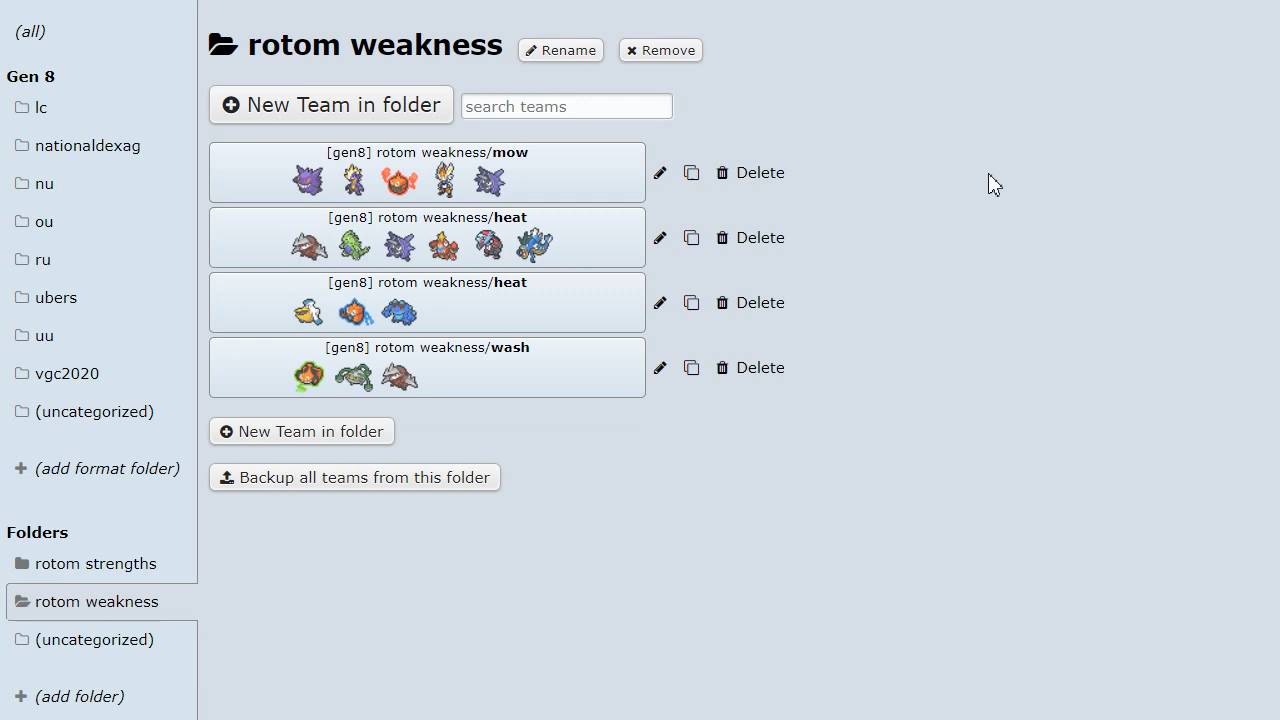 (all)
Gen 8
lc
nationaldexag
nu
ou
ru
ubers
uu
vgc2020
(uncategorized)
(add format folder)
Folders
rotom strengths
rotom weakness
(uncategorized)
(add folder)
rotom weakness
Rename
Remove
New Team in folder
search teams
[gen8] rotom weakness/mow
Delete
[gen8] rotom weakness/heat
Delete
[gen8] rotom weakness/heat
Delete
[gen8] rotom weakness/wash
Delete
New Team in folder
Backup all teams from this folder